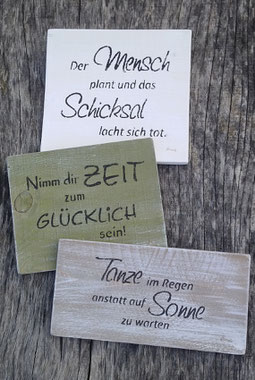 Der Mensch
plant und das
Schicksal
lacht sich tot.
Nimm dir ZEIT
zum
GLÜCKLICH
sein!
Tanze im Regen
anstatt auf
Sonne
zu warten